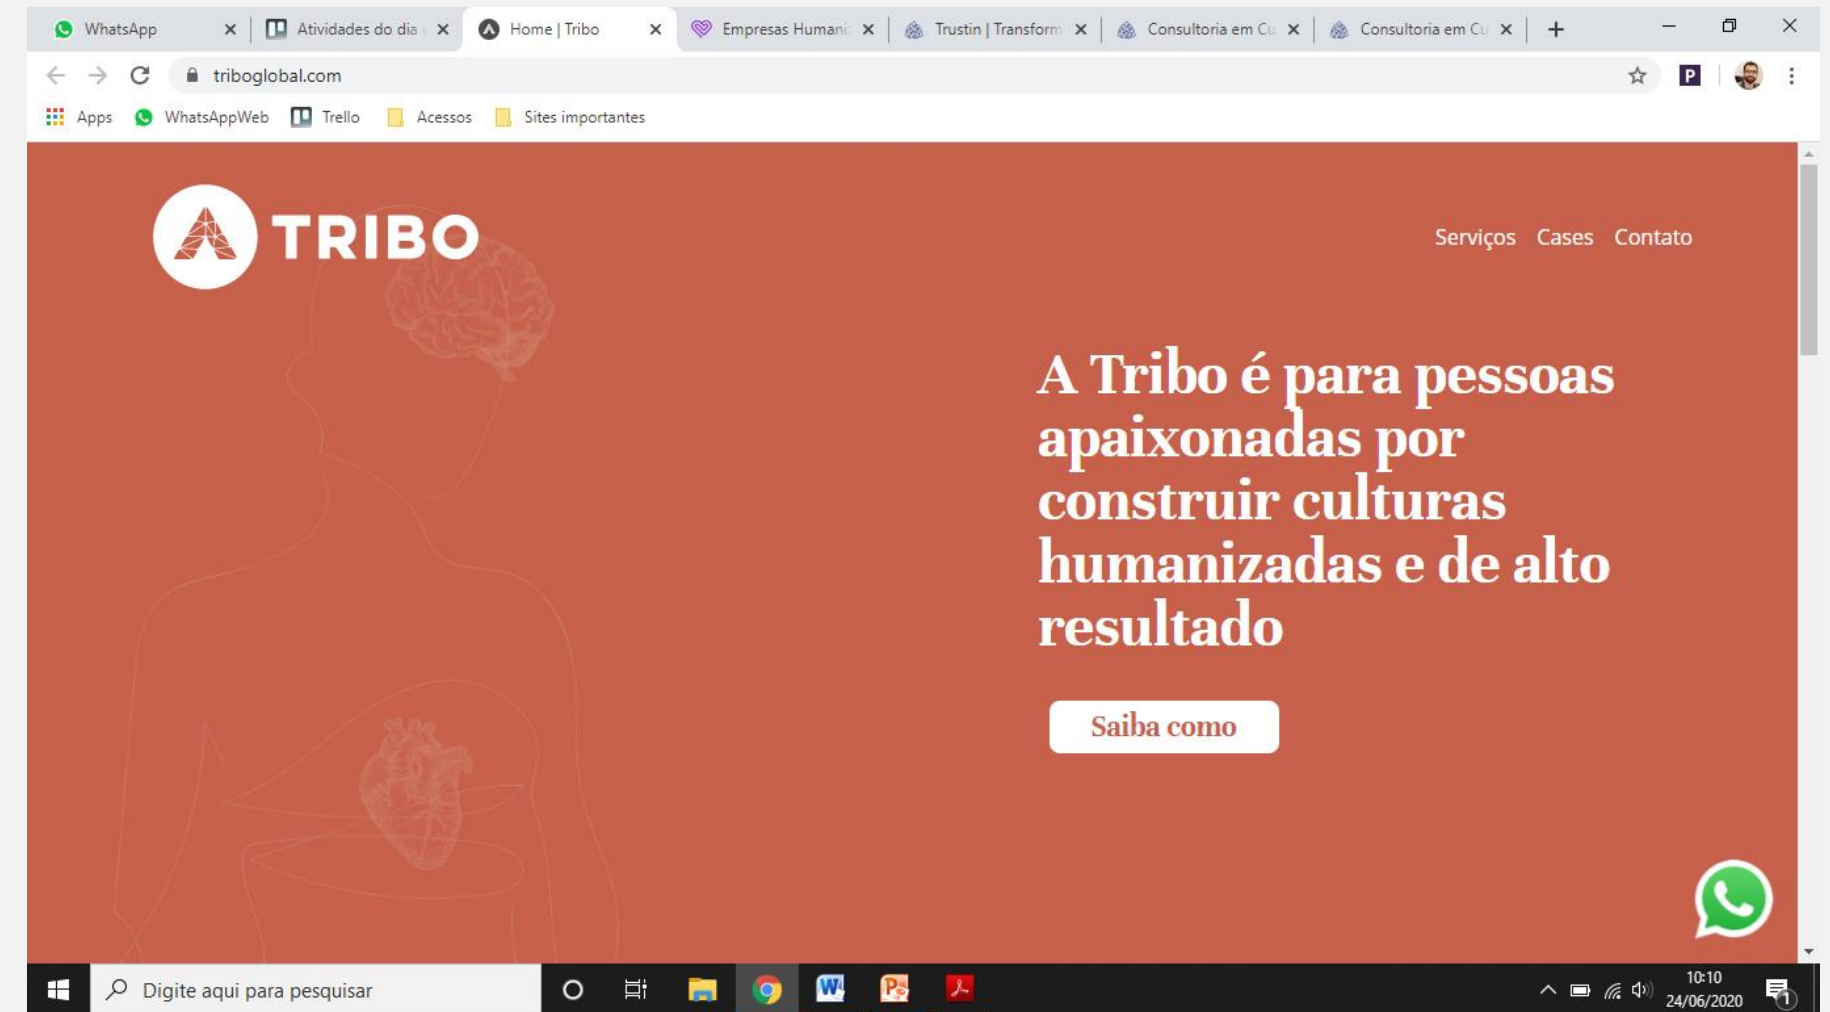 WhatsApp
Atividades do dia
Home | Tribo
Empresas Humani
Trustin | Transform
Consultoria em Cu
Consultoria em Cu
triboglobal.com
P
Apps
WhatsAppWeb
Trello
Acessos
Sites importantes
TRIBO
Serviços Cases Contato
A Tribo é para pessoas
apaixonadas por
construir culturas
humanizadas e de alto
resultado
Saiba como
Digite aqui para pesquisar
10:10
24/06/2020
1